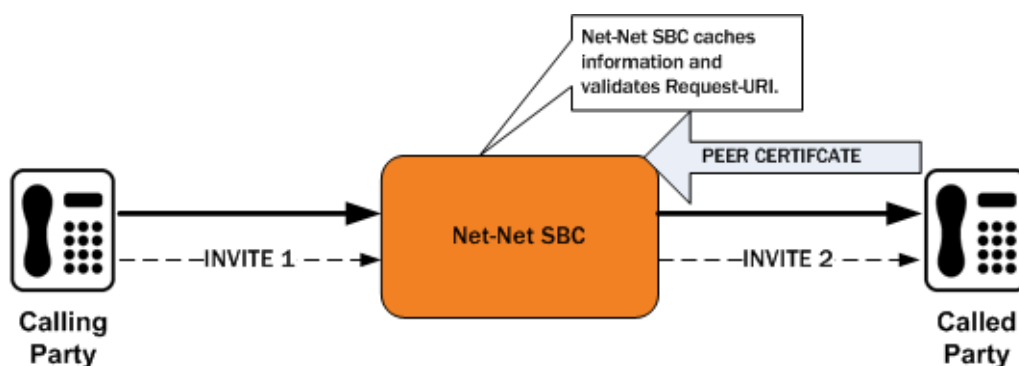 Net-Net SBC caches
information and
validates Request-URI.
PEER CERTIFCATE
Net-Net SBC
INVITE 1
INVITE 2
Calling
Party
Called
Party